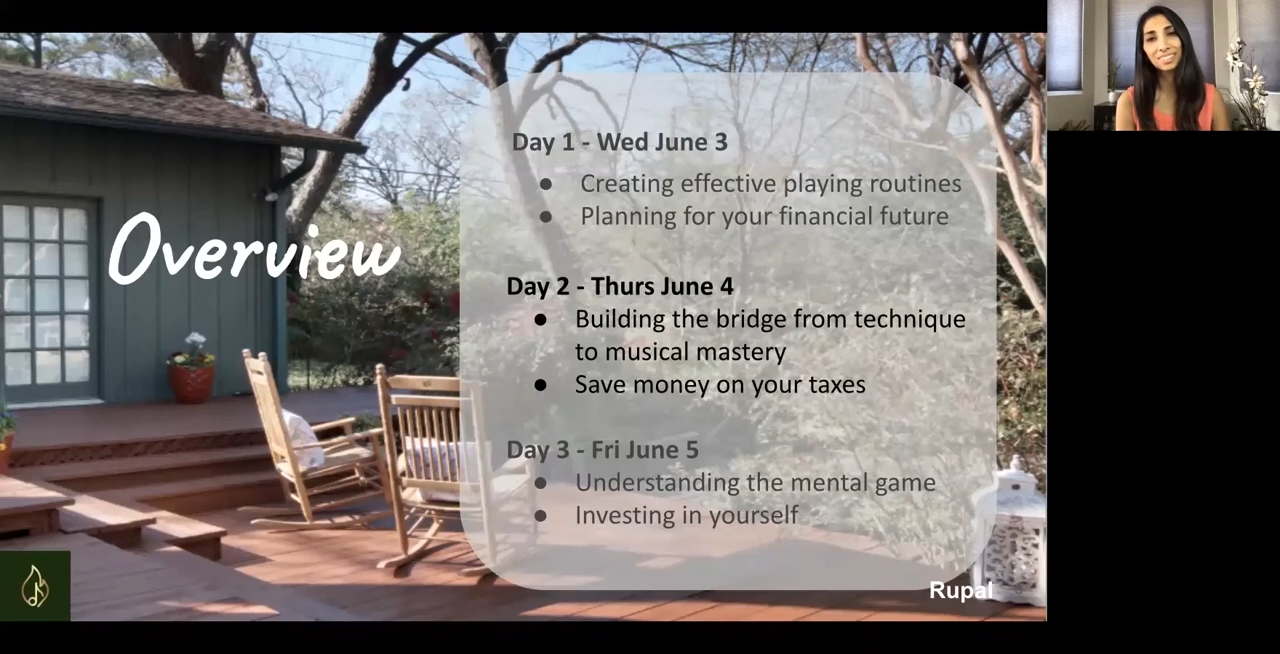 Overview
Day 1 - Wed June 3
● Creating effective playing routines
● Planning for your financial future
Day 2 - Thurs June 4
● Building the bridge from technique
to musical mastery
● Save money on your taxes
Day 3 - Fri June 5
● Understanding the mental game
● Investing in yourself
Rupal